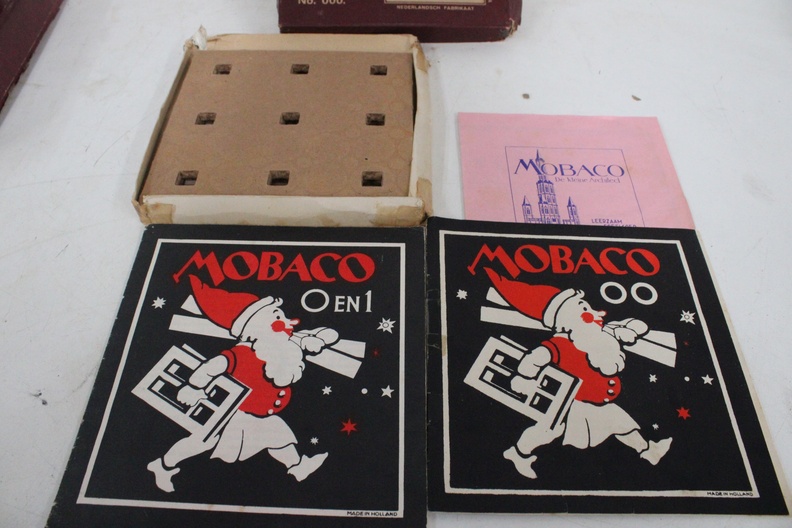 No. 000.
NEDERLANDSCH FABRIKAAT
MOBACO
De kleine Architect
LEERZAAM
MOBACO
0 EN 1
MADE IN HOLLAND
MOBACO
00
MADE IN HOLLAND